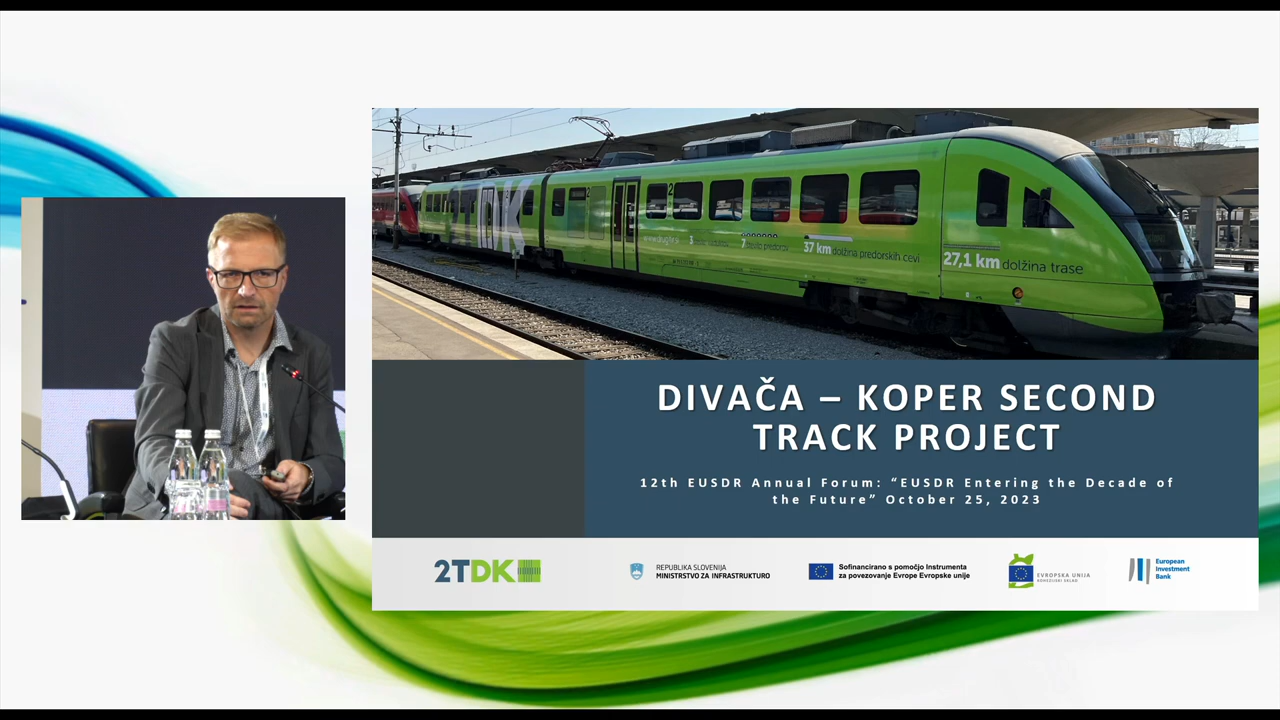 37 km dolžina predorskih cevi
27,1 km dolžina trase
DIVAČA – KOPER SECOND
TRACK PROJECT
12th EUSDR Annual Forum: “EUSDR Entering the Decade of
the Future” October 25, 2023
2TDK
REPUBLIKA SLOVENIJA
MINISTRSTVO ZA INFRASTRUKTURO
Sofinancirano s pomočjo Instrumenta
za povezovanje Evrope Evropske unije
EVROPSKA UNIJA
KOHEZIJSKI SKLAD
European
Investment
Bank